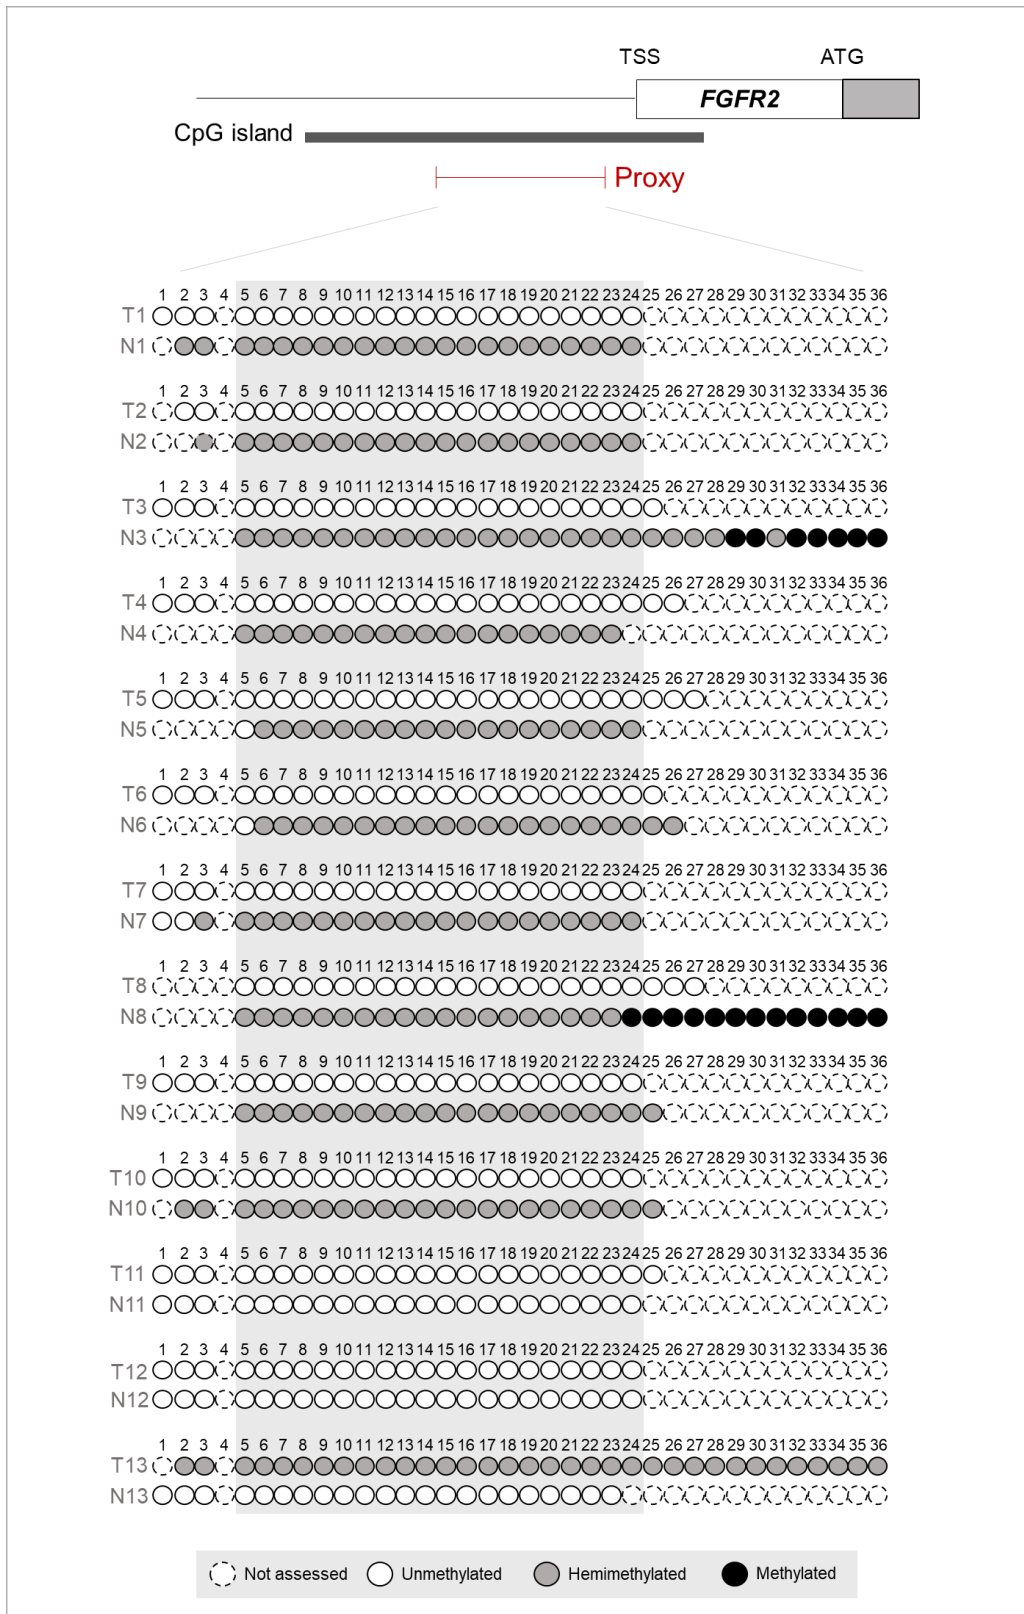 TSS ATG
FGFR2
CpG island
Proxy
1 2 3 4 5 6 7 8 9 10 11 12 13 14 15 16 17 18 19 20 21 22 23 24 25 26 27 28 29 30 31 32 33 34 35 36
T1
N1
1 2 3 4 5 6 7 8 9 10 11 12 13 14 15 16 17 18 19 20 21 22 23 24 25 26 27 28 29 30 31 32 33 34 35 36
T2
N2
1 2 3 4 5 6 7 8 9 10 11 12 13 14 15 16 17 18 19 20 21 22 23 24 25 26 27 28 29 30 31 32 33 34 35 36
T3
N3
1 2 3 4 5 6 7 8 9 10 11 12 13 14 15 16 17 18 19 20 21 22 23 24 25 26 27 28 29 30 31 32 33 34 35 36
T4
N4
1 2 3 4 5 6 7 8 9 10 11 12 13 14 15 16 17 18 19 20 21 22 23 24 25 26 27 28 29 30 31 32 33 34 35 36
T5
N5
1 2 3 4 5 6 7 8 9 10 11 12 13 14 15 16 17 18 19 20 21 22 23 24 25 26 27 28 29 30 31 32 33 34 35 36
T6
N6
1 2 3 4 5 6 7 8 9 10 11 12 13 14 15 16 17 18 19 20 21 22 23 24 25 26 27 28 29 30 31 32 33 34 35 36
T7
N7
1 2 3 4 5 6 7 8 9 10 11 12 13 14 15 16 17 18 19 20 21 22 23 24 25 26 27 28 29 30 31 32 33 34 35 36
T8
N8
1 2 3 4 5 6 7 8 9 10 11 12 13 14 15 16 17 18 19 20 21 22 23 24 25 26 27 28 29 30 31 32 33 34 35 36
T9
N9
1 2 3 4 5 6 7 8 9 10 11 12 13 14 15 16 17 18 19 20 21 22 23 24 25 26 27 28 29 30 31 32 33 34 35 36
T10
N10
1 2 3 4 5 6 7 8 9 10 11 12 13 14 15 16 17 18 19 20 21 22 23 24 25 26 27 28 29 30 31 32 33 34 35 36
T11
N11
1 2 3 4 5 6 7 8 9 10 11 12 13 14 15 16 17 18 19 20 21 22 23 24 25 26 27 28 29 30 31 32 33 34 35 36
T12
N12
1 2 3 4 5 6 7 8 9 10 11 12 13 14 15 16 17 18 19 20 21 22 23 24 25 26 27 28 29 30 31 32 33 34 35 36
T13
N13
Not assessed Unmethylated Hemimethylated Methylated